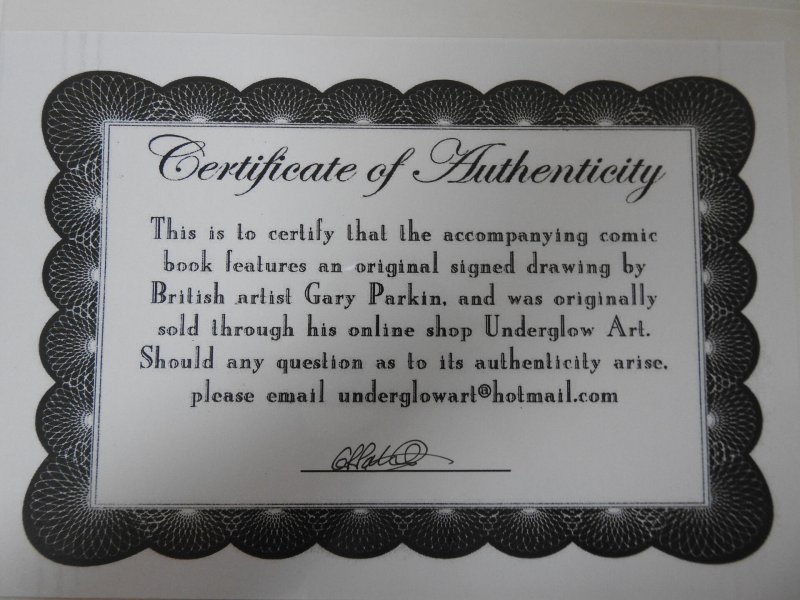 Certificate of Authenticity
This is to certify that the accompanying comic
book features an original signed drawing by
British artist Gary Parkin, and was originally
sold through his online shop Underglow Art.
Should any question as to its authenticity arise.
please email underglowart@hotmail.com